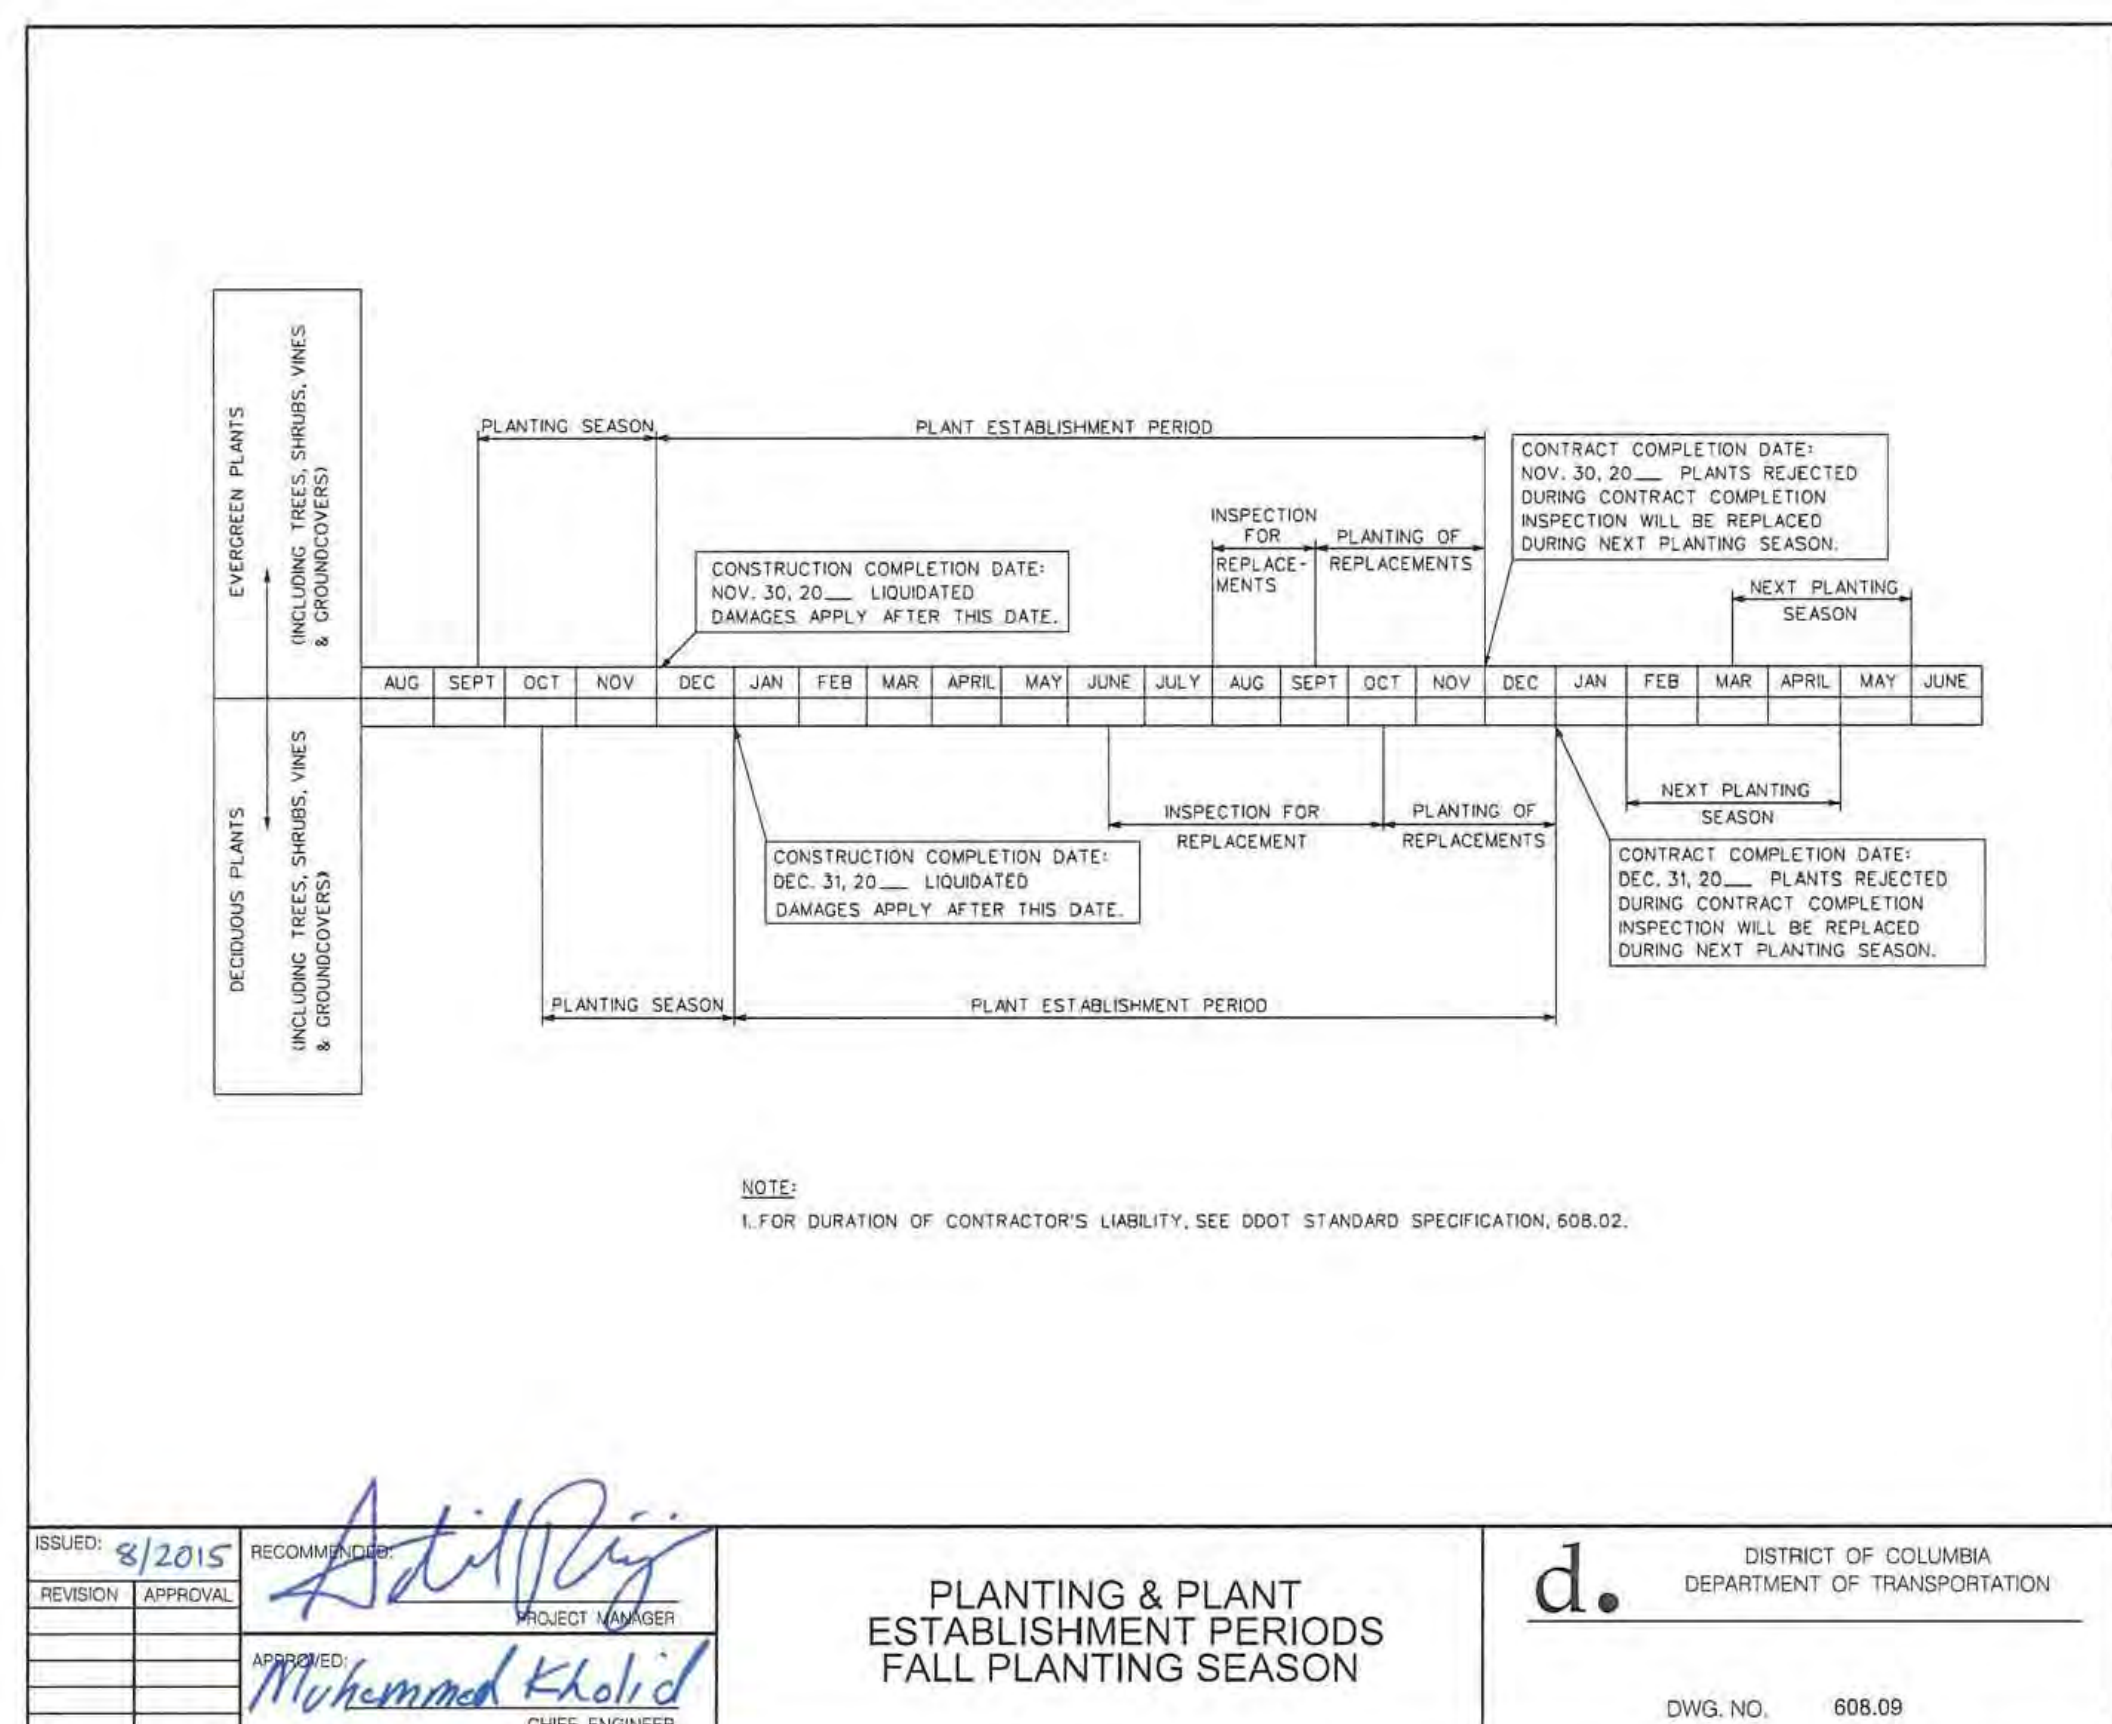 EVERGREEN PLANTS
(INCLUDING TREES, SHRUBS, VINES
& GROUNDCOVERS)
DECIDUOUS PLANTS
(INCLUDING TREES, SHRUBS, VINES
& GROUNDCOVERS)
PLANTING SEASON
PLANT ESTABLISHMENT PERIOD
CONSTRUCTION COMPLETION DATE:
NOV. 30, 20__ LIQUIDATED
DAMAGES APPLY AFTER THIS DATE.
INSPECTION
FOR
REPLACE-
MENTS
PLANTING OF
REPLACEMENTS
CONTRACT COMPLETION DATE:
NOV. 30, 20__ PLANTS REJECTED
DURING CONTRACT COMPLETION
INSPECTION WILL BE REPLACED
DURING NEXT PLANTING SEASON.
NEXT PLANTING
SEASON
AUG SEPT OCT NOV DEC JAN FEB MAR APRIL MAY JUNE JULY AUG SEPT OCT NOV DEC JAN FEB MAR APRIL MAY JUNE
NEXT PLANTING
SEASON
INSPECTION FOR
REPLACEMENT
PLANTING OF
REPLACEMENTS
CONSTRUCTION COMPLETION DATE:
DEC. 31, 20__ LIQUIDATED
DAMAGES APPLY AFTER THIS DATE.
CONTRACT COMPLETION DATE:
DEC. 31, 20__ PLANTS REJECTED
DURING CONTRACT COMPLETION
INSPECTION WILL BE REPLACED
DURING NEXT PLANTING SEASON.
PLANTING SEASON
PLANT ESTABLISHMENT PERIOD
NOTE:
1. FOR DURATION OF CONTRACTOR'S LIABILITY, SEE DDOT STANDARD SPECIFICATION, 608.02.
ISSUED: 8/2015
REVISION APPROVAL
RECOMMENDED:
PROJECT MANAGER
APPROVED:
Muhammed Kholid
CHIEF ENGINEER
PLANTING & PLANT
ESTABLISHMENT PERIODS
FALL PLANTING SEASON
d.
DISTRICT OF COLUMBIA
DEPARTMENT OF TRANSPORTATION
DWG. NO. 608.09